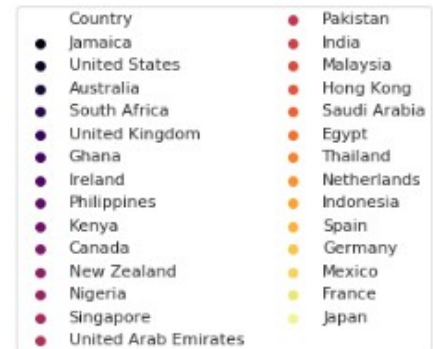 Country
Jamaica
United States
Australia
South Africa
United Kingdom
Ghana
Ireland
Philippines
Kenya
Canada
New Zealand
Nigeria
Singapore
United Arab Emirates
Pakistan
India
Malaysia
Hong Kong
Saudi Arabia
Egypt
Thailand
Netherlands
Indonesia
Spain
Germany
Mexico
France
Japan